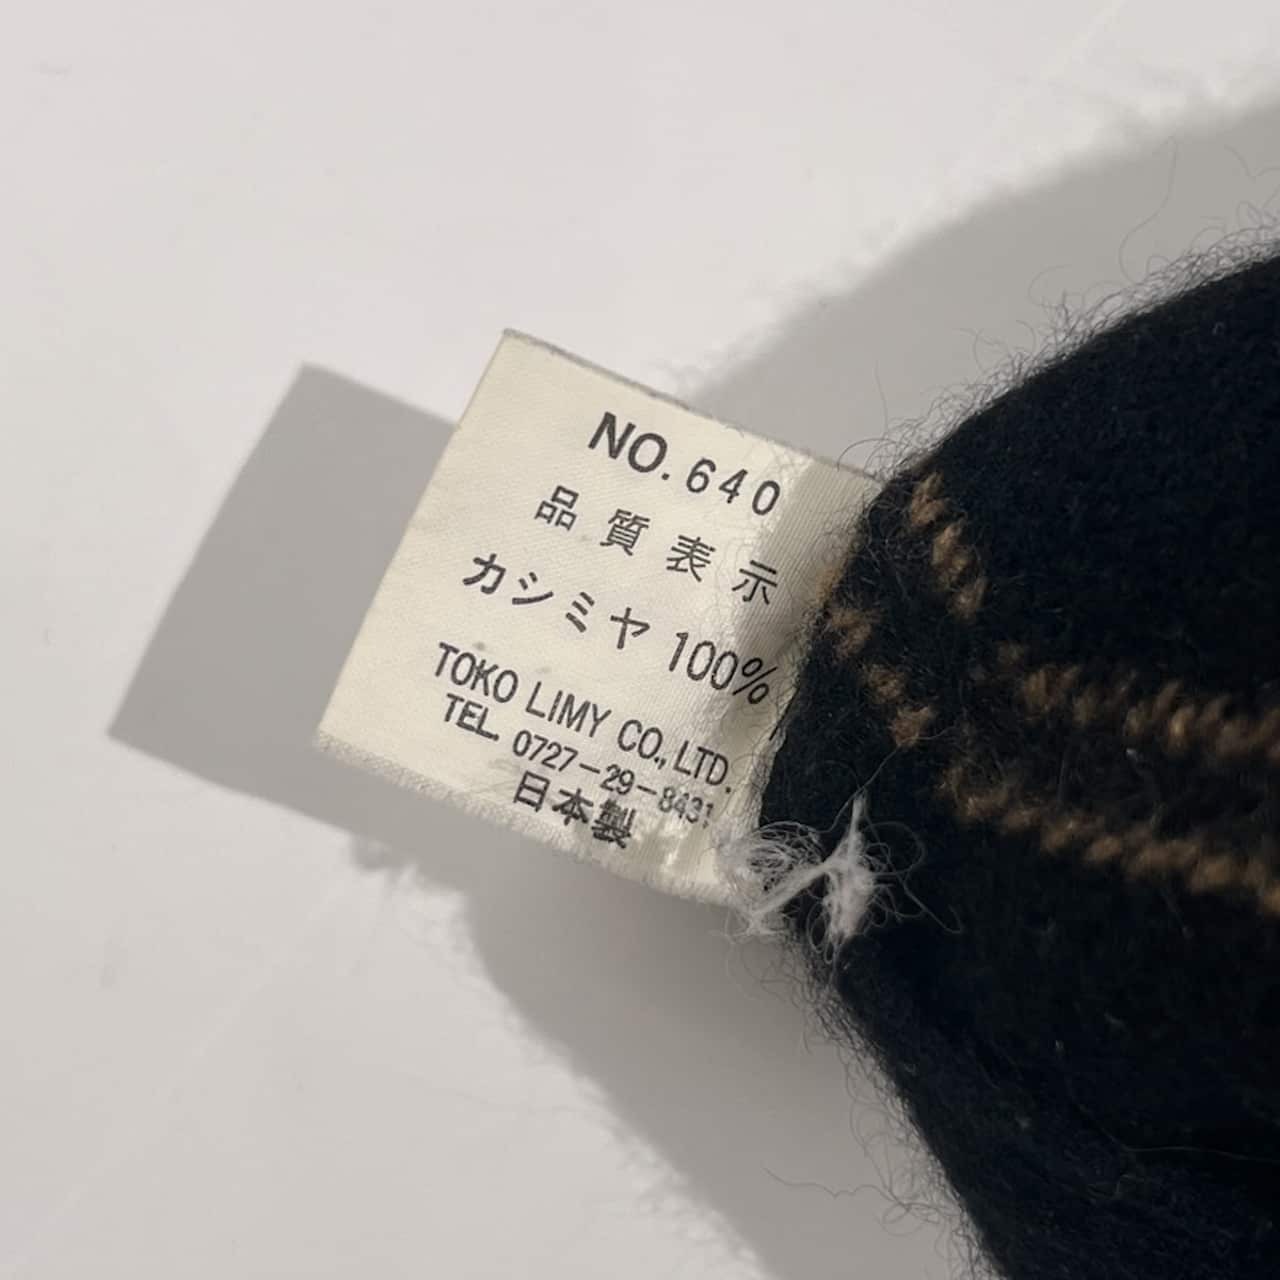 NO. 640
品質表示
カシミヤ 100%
TOKO LIMY CO., LTD.
TEL. 0727-29-8431
日本製